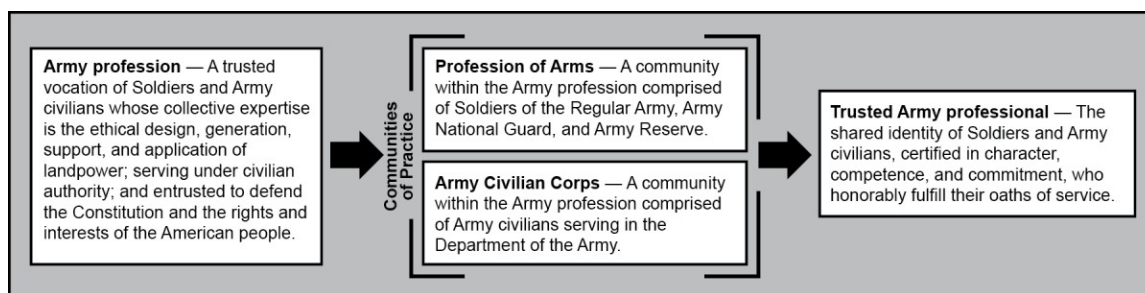 Army profession — A trusted
vocation of Soldiers and Army
civilians whose collective expertise
is the ethical design, generation,
support, and application of
landpower; serving under civilian
authority; and entrusted to defend
the Constitution and the rights and
interests of the American people.
Communities
of Practice
Profession of Arms — A community
within the Army profession comprised
of Soldiers of the Regular Army, Army
National Guard, and Army Reserve.
Army Civilian Corps — A community
within the Army profession comprised
of Army civilians serving in the
Department of the Army.
Trusted Army professional — The
shared identity of Soldiers and Army
civilians, certified in character,
competence, and commitment, who
honorably fulfill their oaths of service.